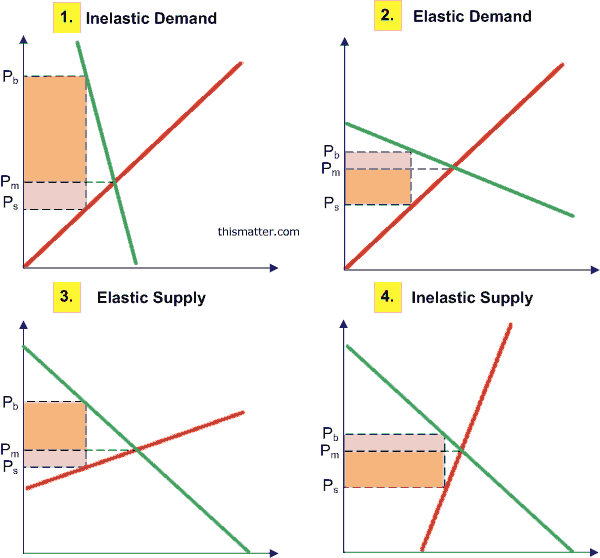 1. Inelastic Demand
P_b
P_m
P_s
thismatter.com
2. Elastic Demand
P_b
P_m
P_s
3. Elastic Supply
P_b
P_m
P_s
4. Inelastic Supply
P_b
P_m
P_s